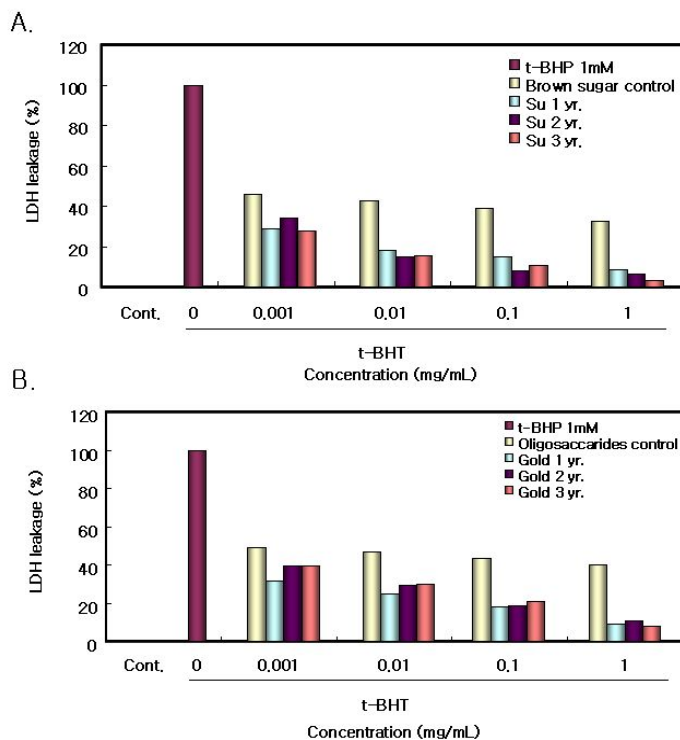 A.
120
100
80
60
40
20
0
LDH leakage (%)
t-BHP 1mM
Brown sugar control
Su 1 yr.
Su 2 yr.
Su 3 yr.
Cont. 0 0.001 0.01 0.1 1
t-BHT
Concentration (mg/mL)
B.
120
100
80
60
40
20
0
LDH leakage (%)
t-BHP 1mM
Oligosaccarides control
Gold 1 yr.
Gold 2 yr.
Gold 3 yr.
Cont. 0 0.001 0.01 0.1 1
t-BHT
Concentration (mg/mL)